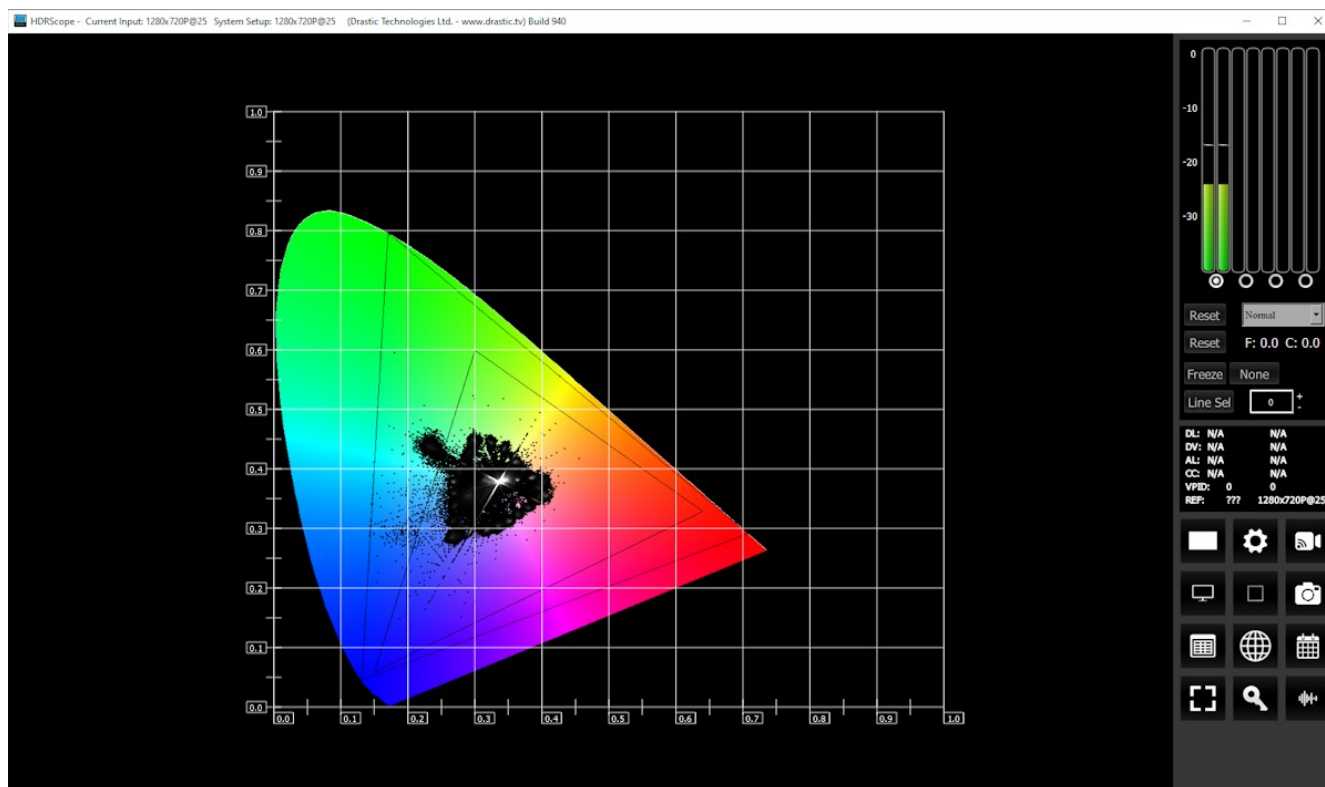 HDRScope - Current Input: 1280x720P@25 System Setup: 1280x720P@25 (Drastic Technologies Ltd. - www.drastic.tv) Build 940
1.0
0.9
0.8
0.7
0.6
0.5
0.4
0.3
0.2
0.1
0.0
0.0 0.1 0.2 0.3 0.4 0.5 0.6 0.7 0.8 0.9 1.0
0
-10
-20
-30
Reset Normal
Reset F: 0.0 C: 0.0
Freeze None
Line Sel 0 + -
DL: N/A N/A
DV: N/A N/A
AL: N/A N/A
CC: N/A N/A
VPID: 0 0
REF: ??? 1280x720P@25